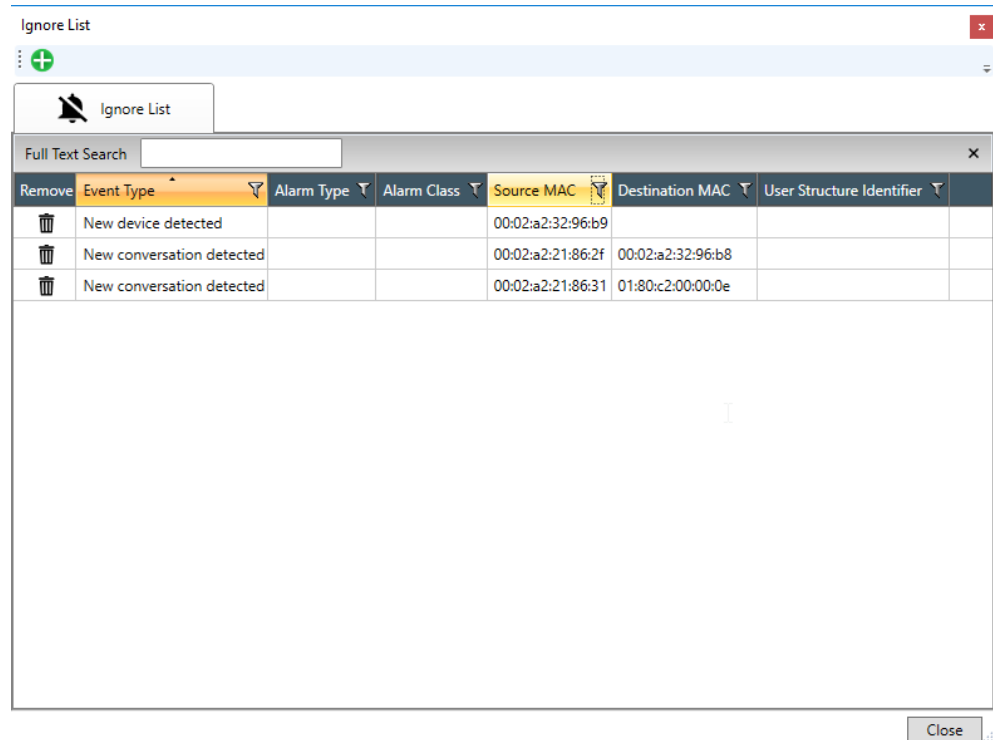 Ignore List
x
Ignore List
Full Text Search
Remove Event Type Alarm Type Alarm Class Source MAC Destination MAC User Structure Identifier
New device detected 00:02:a2:32:96:b9
New conversation detected 00:02:a2:21:86:2f 00:02:a2:32:96:b8
New conversation detected 00:02:a2:21:86:31 01:80:c2:00:00:0e
Close